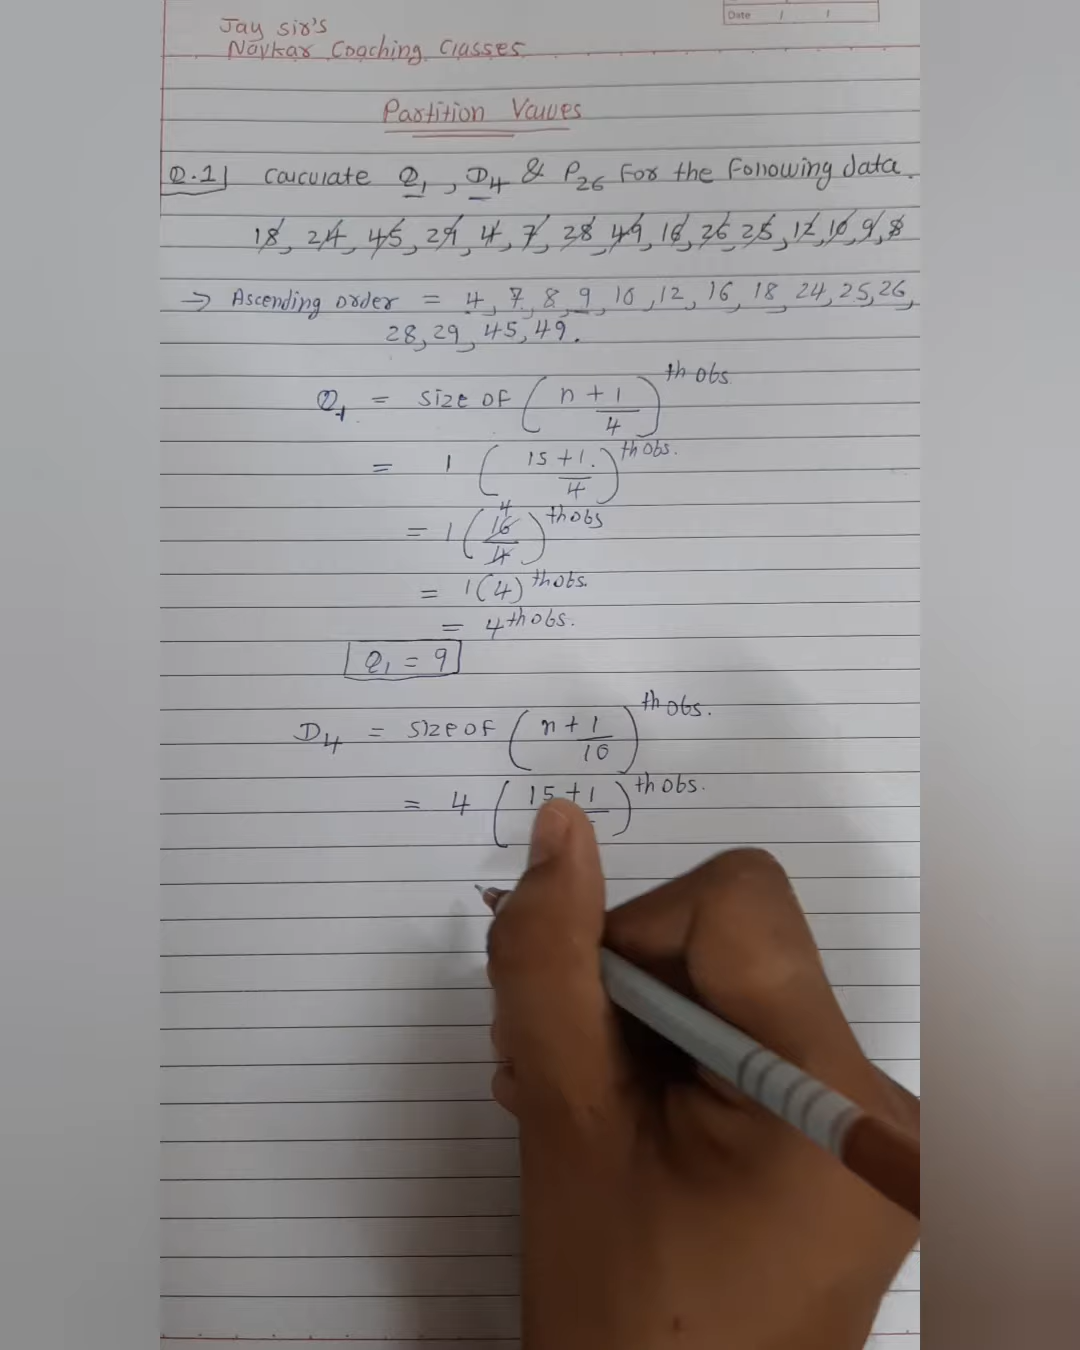 Date / /
Jay sir's
Navkar Coaching Classes
Partition Values
Q.1] Calculate Q1, D4 & P26 For the Following data.
18, 24, 45, 29, 4, 7, 28, 49, 16, 26, 25, 12, 10, 9, 8
→ Ascending order = 4, 7, 8, 9, 10, 12, 16, 18, 24, 25, 26,
28, 29, 45, 49.
Q1 = size of (n + 1 / 4)th obs
= 1 (15 + 1. / 4)th obs.
= 1 (16 / 4)th obs 4
= 1(4)th obs.
= 4th obs.
Q1 = 9
D4 = size of (n + 1 / 10)th obs.
= 4 (15 + 1)th obs.